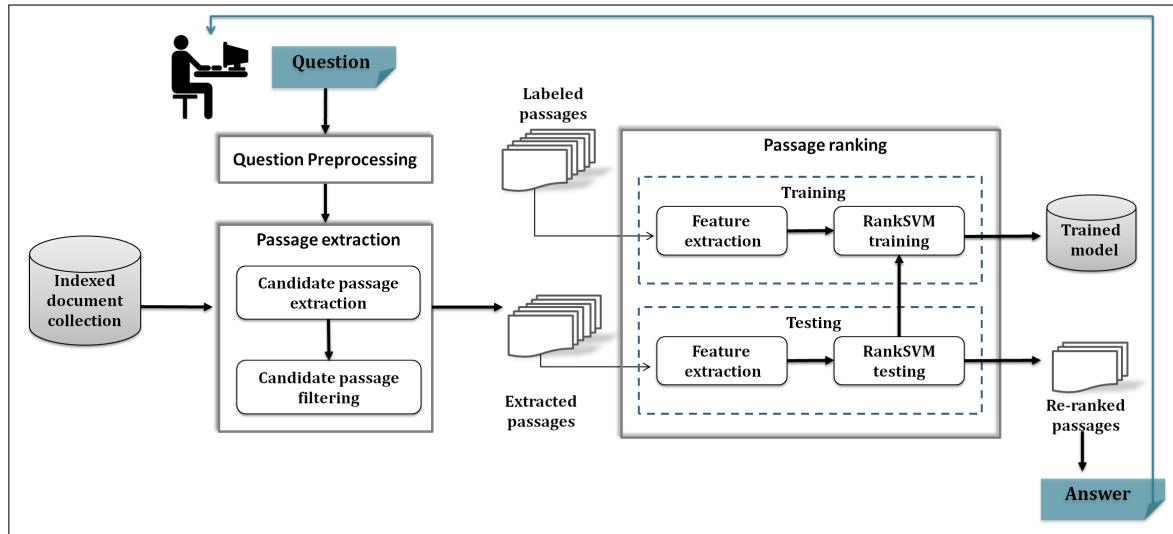 Question
Question Preprocessing
Passage extraction
Candidate passage
extraction
Candidate passage
filtering
Indexed
document
collection
Labeled
passages
Extracted
passages
Passage ranking
Training
Feature
extraction
RankSVM
training
Testing
Feature
extraction
RankSVM
testing
Trained
model
Re-ranked
passages
Answer